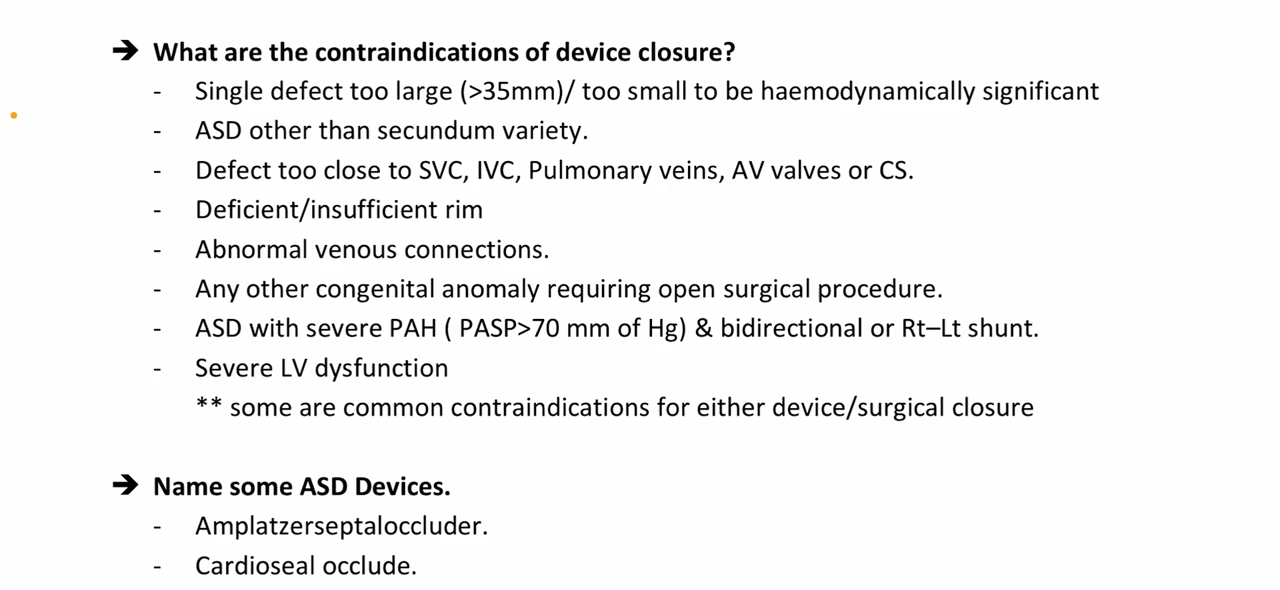 ➔ What are the contraindications of device closure?
- Single defect too large (>35mm)/ too small to be haemodynamically significant
- ASD other than secundum variety.
- Defect too close to SVC, IVC, Pulmonary veins, AV valves or CS.
- Deficient/insufficient rim
- Abnormal venous connections.
- Any other congenital anomaly requiring open surgical procedure.
- ASD with severe PAH ( PASP>70 mm of Hg) & bidirectional or Rt–Lt shunt.
- Severe LV dysfunction
** some are common contraindications for either device/surgical closure
➔ Name some ASD Devices.
- Amplatzerseptaloccluder.
- Cardioseal occlude.